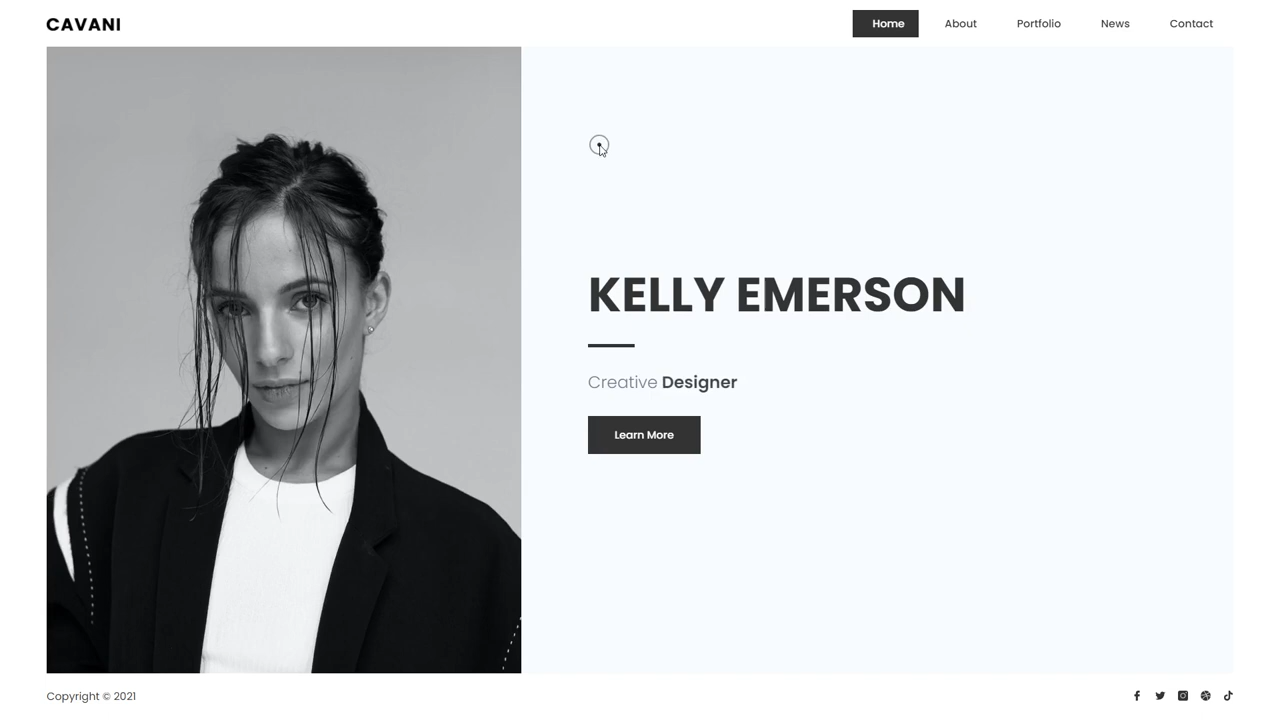 CAVANI
Home About Portfolio News Contact
KELLY EMERSON
Creative Designer
Learn More
Copyright © 2021